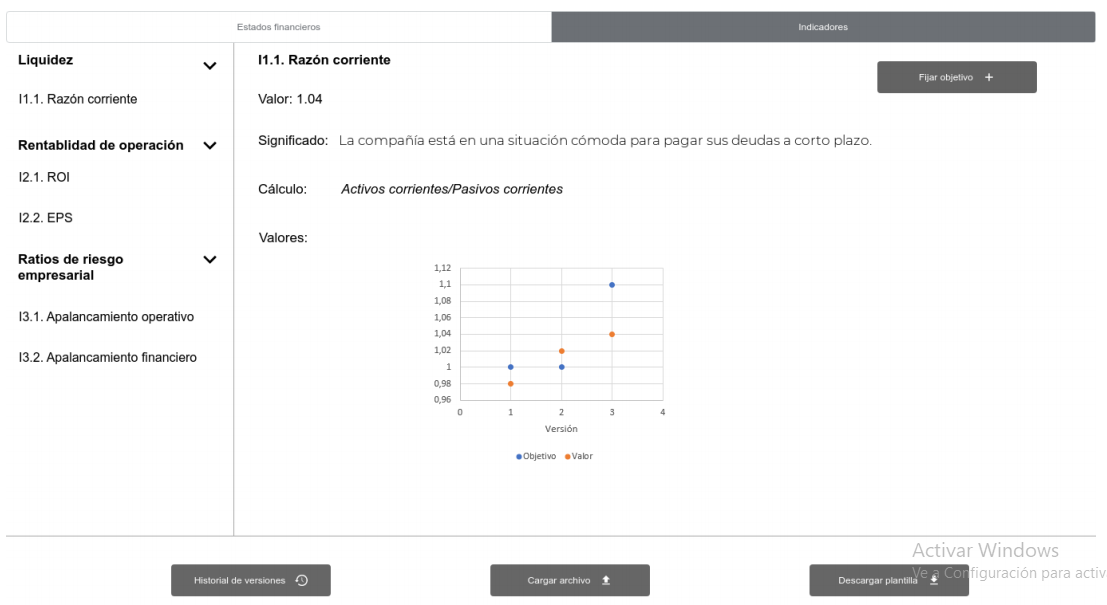 Estados financieros
Indicadores
Liquidez
I1.1. Razón corriente
Rentablidad de operación
I2.1. ROI
I2.2. EPS
Ratios de riesgo
empresarial
I3.1. Apalancamiento operativo
I3.2. Apalancamiento financiero
I1.1. Razón corriente
Fijar objetivo +
Valor: 1.04
Significado: La compañía está en una situación cómoda para pagar sus deudas a corto plazo.
Cálculo: Activos corrientes/Pasivos corrientes
Valores:
1,12
1,1
1,08
1,06
1,04
1,02
1
0,98
0,96
0 1 2 3 4
Versión
Objetivo Valor
Historial de versiones
Cargar archivo
Descargar plantilla
Activar Windows
Ve a Configuración para activ